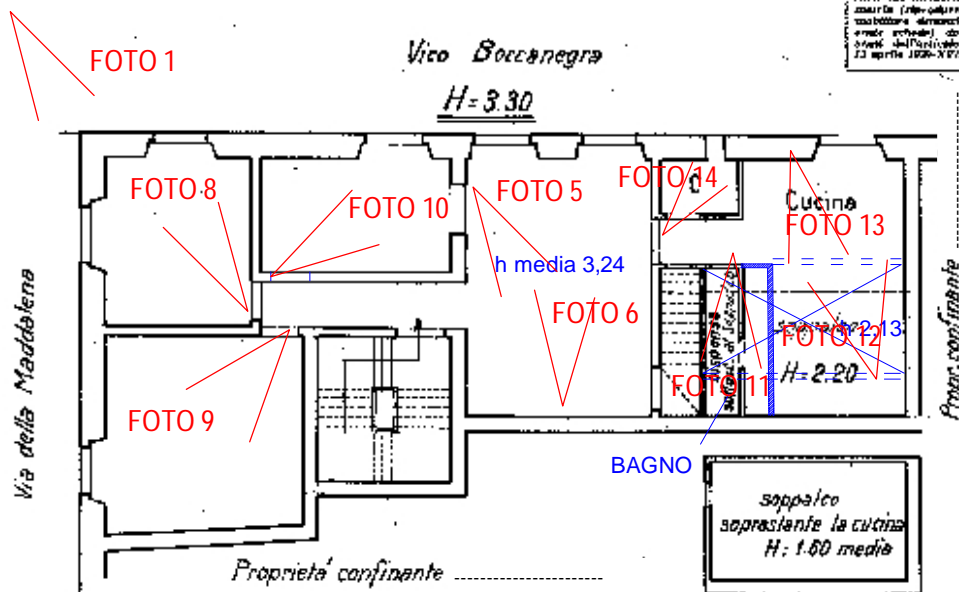 FOTO 1
Vico Boccanegra
H=3.30
FOTO 8
FOTO 10
FOTO 5
FOTO 14
Cucina
FOTO 13
h media 3,24
FOTO 6
h 2,13
FOTO 12
FOTO 11
H=2.20
FOTO 9
BAGNO
Via della Maddalena
Propr. confinante
soppalco
soprastante la cucina
H: 1.60 media
Proprieta' confinante